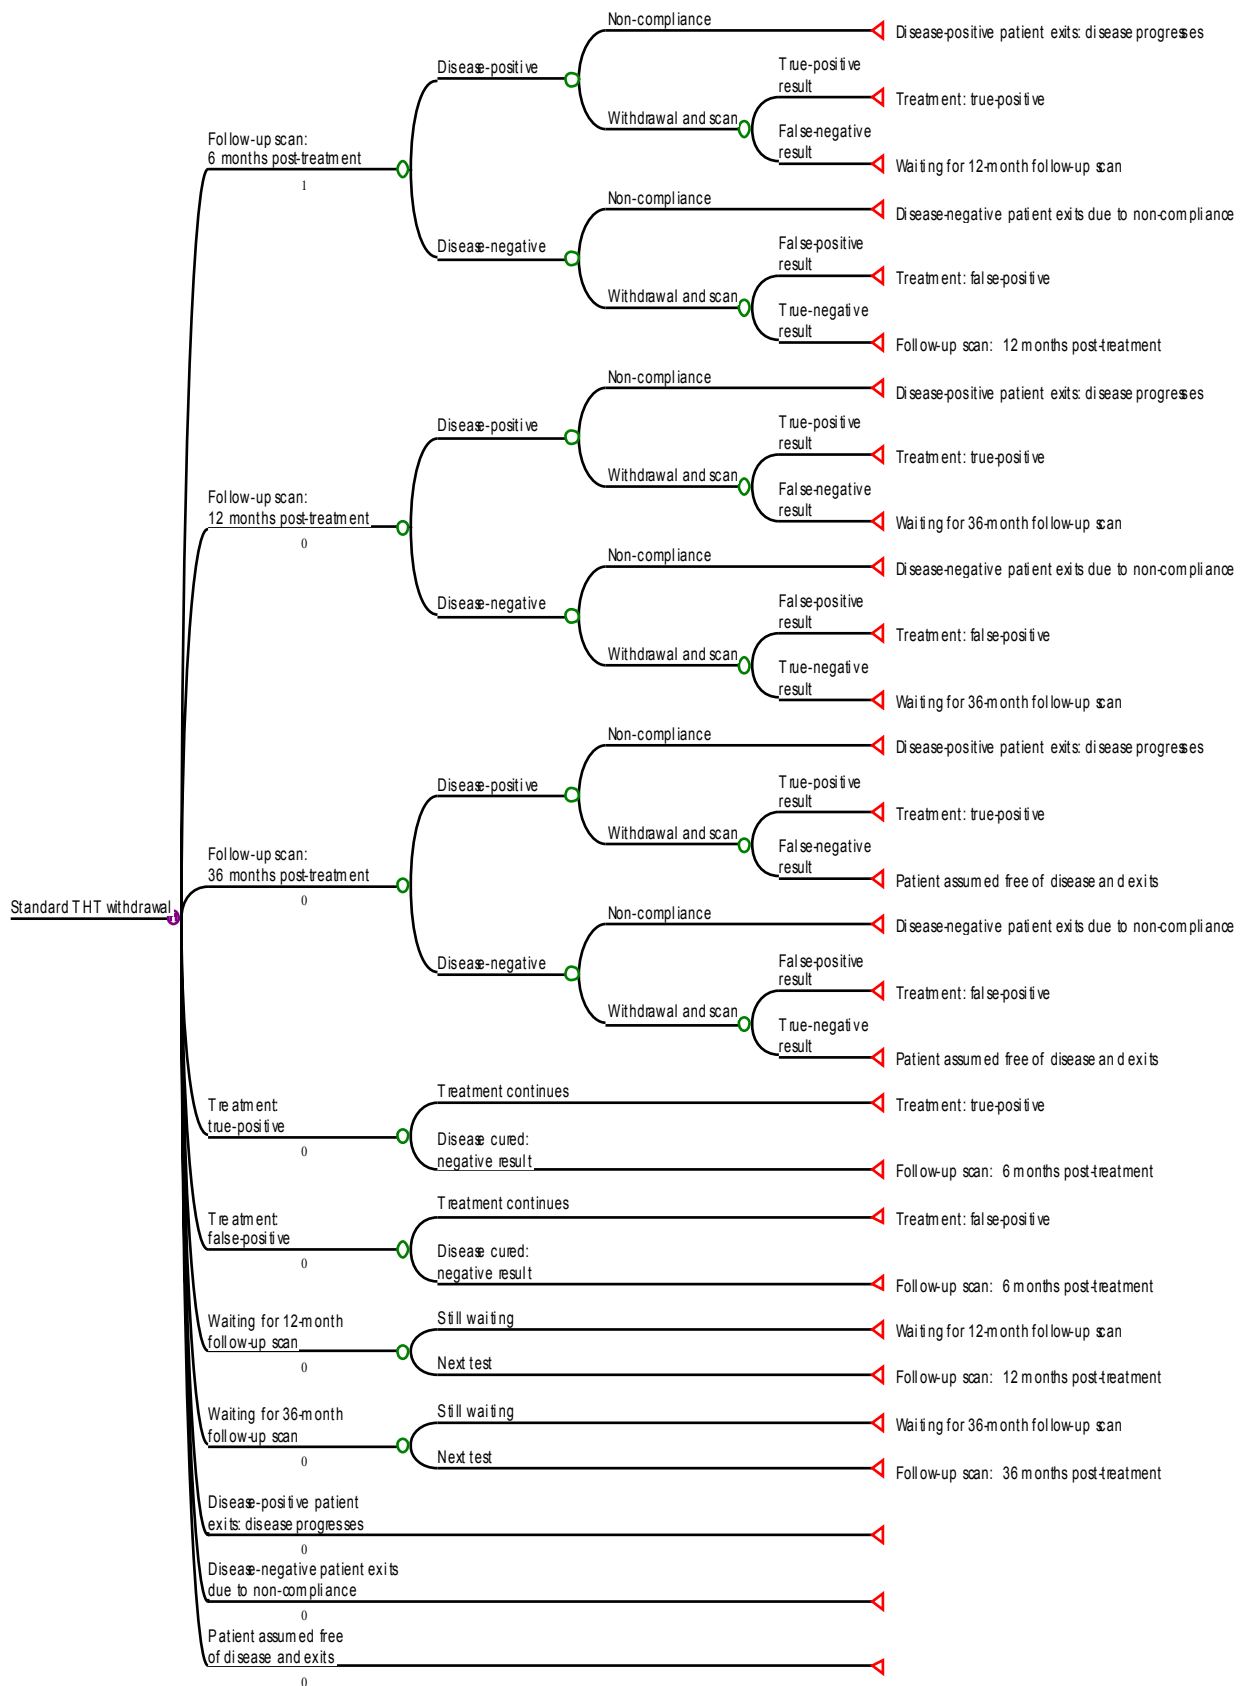 Non-compliance
Disease-positive patient exits: disease progresses
True-positive
result
Disease-positive
Treatment: true-positive
Withdrawal and scan
False-negative
result
Follow-up scan:
6 months post-treatment
Waiting for 12-month follow-up scan
1
Non-compliance
Disease-negative patient exits due to non-compliance
False-positive
result
Disease-negative
Treatment: false-positive
Withdrawal and scan
True-negative
result
Follow-up scan: 12 months post-treatment
Non-compliance
Disease-positive patient exits: disease progresses
True-positive
result
Disease-positive
Treatment: true-positive
Withdrawal and scan
False-negative
result
Follow-up scan:
12 months post-treatment
Waiting for 36-month follow-up scan
0
Non-compliance
Disease-negative patient exits due to non-compliance
False-positive
result
Disease-negative
Treatment: false-positive
Withdrawal and scan
True-negative
result
Waiting for 36-month follow-up scan
Non-compliance
Disease-positive patient exits: disease progresses
True-positive
result
Disease-positive
Treatment: true-positive
Withdrawal and scan
False-negative
result
Follow-up scan:
36 months post-treatment
Patient assumed free of disease and exits
0
Standard THT withdrawal
Non-compliance
Disease-negative patient exits due to non-compliance
False-positive
result
Disease-negative
Treatment: false-positive
Withdrawal and scan
True-negative
result
Patient assumed free of disease and exits
Treatment:
true-positive
0
Treatment continues
Treatment: true-positive
Disease cured:
negative result
Follow-up scan: 6 months post-treatment
Treatment:
false-positive
0
Treatment continues
Treatment: false-positive
Disease cured:
negative result
Follow-up scan: 6 months post-treatment
Waiting for 12-month
follow-up scan
0
Still waiting
Waiting for 12-month follow-up scan
Next test
Follow-up scan: 12 months post-treatment
Waiting for 36-month
follow-up scan
0
Still waiting
Waiting for 36-month follow-up scan
Next test
Follow-up scan: 36 months post-treatment
Disease-positive patient
exits: disease progresses
0
Disease-negative patient exits
due to non-compliance
0
Patient assumed free
of disease and exits
0